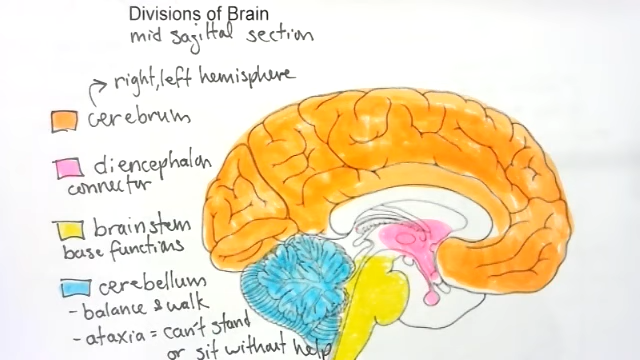 Divisions of Brain
mid sagittal section
right, left hemisphere
cerebrum
diencephalon
connector
brainstem
base functions
cerebellum
- balance & walk
- ataxia = can't stand
or sit without help